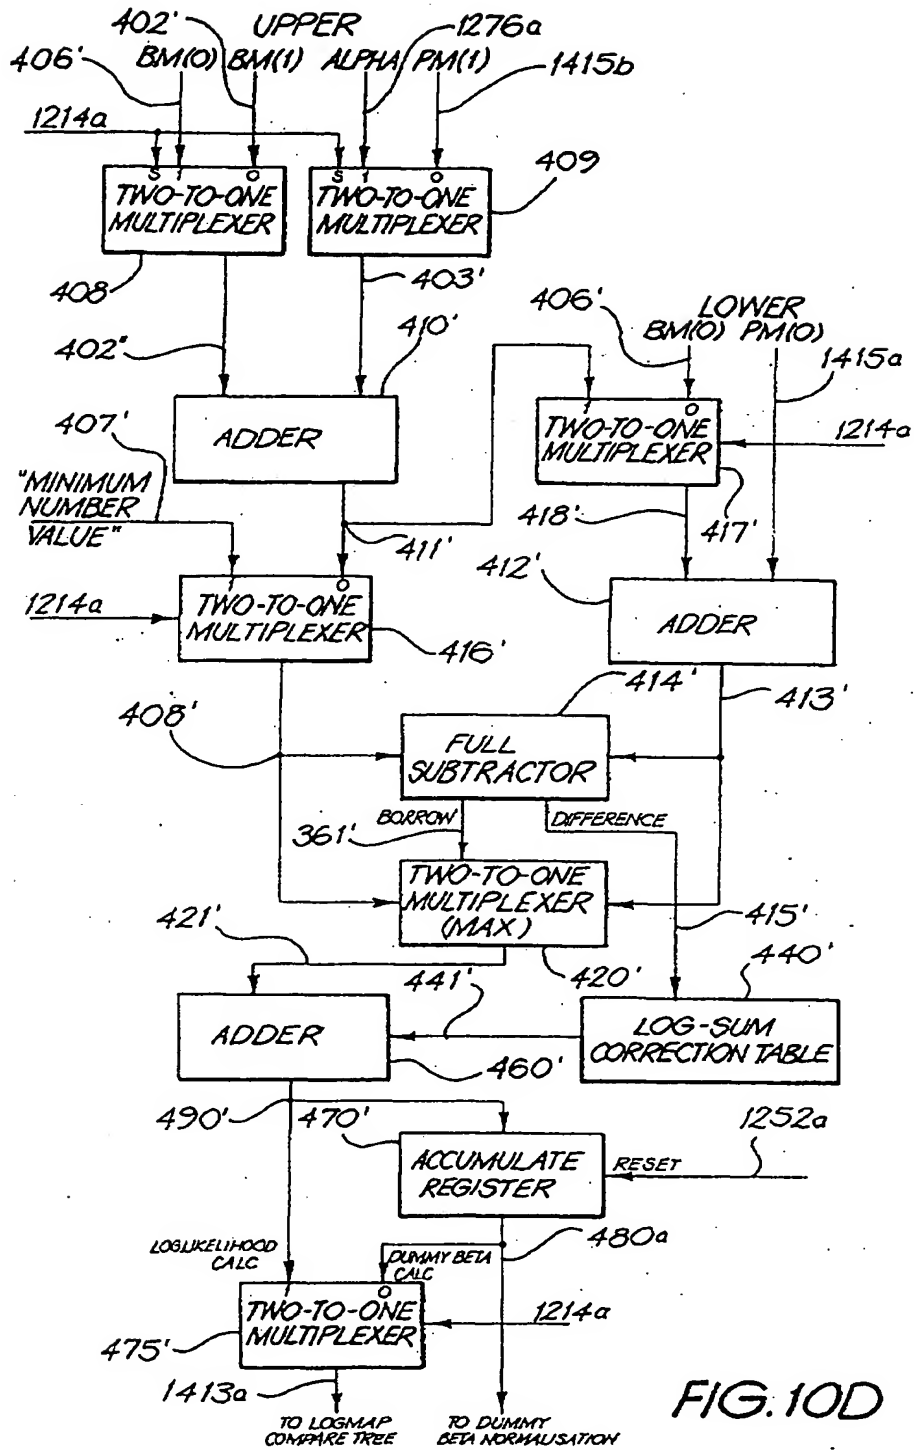 402' UPPER 1276a
402'
406' BM(0) BM(1) ALPHA PM(1) 1415b
1214a
S 1 0 S 1 0
409
TWO-TO-ONE MULTIPLEXER
TWO-TO-ONE MULTIPLEXER
408
403'
406'
LOWER
BM(0) PM(0)
402"
410'
1415a
407'
ADDER
1 0
TWO-TO-ONE
MULTIPLEXER
1214a
"MINIMUM
NUMBER
VALUE"
411'
418'
417'
1 0
412'
1214a
TWO-TO-ONE
MULTIPLEXER
416'
ADDER
414'
413'
408'
FULL
SUBTRACTOR
BORROW
DIFFERENCE
361'
TWO-TO-ONE
MULTIPLEXER
(MAX)
415'
421'
441'
420'
440'
ADDER
LOG-SUM
CORRECTION TABLE
460'
490'
470'
1252a
ACCUMULATE
REGISTER
RESET
480a
LOGLIKELIHOOD
CALC
DUMMY BETA
CALC
1 0
TWO-TO-ONE
MULTIPLEXER
1214a
475'
1413a
TO LOGMAP
COMPARE TREE
TO DUMMY
BETA NORMALISATION
FIG. 10D